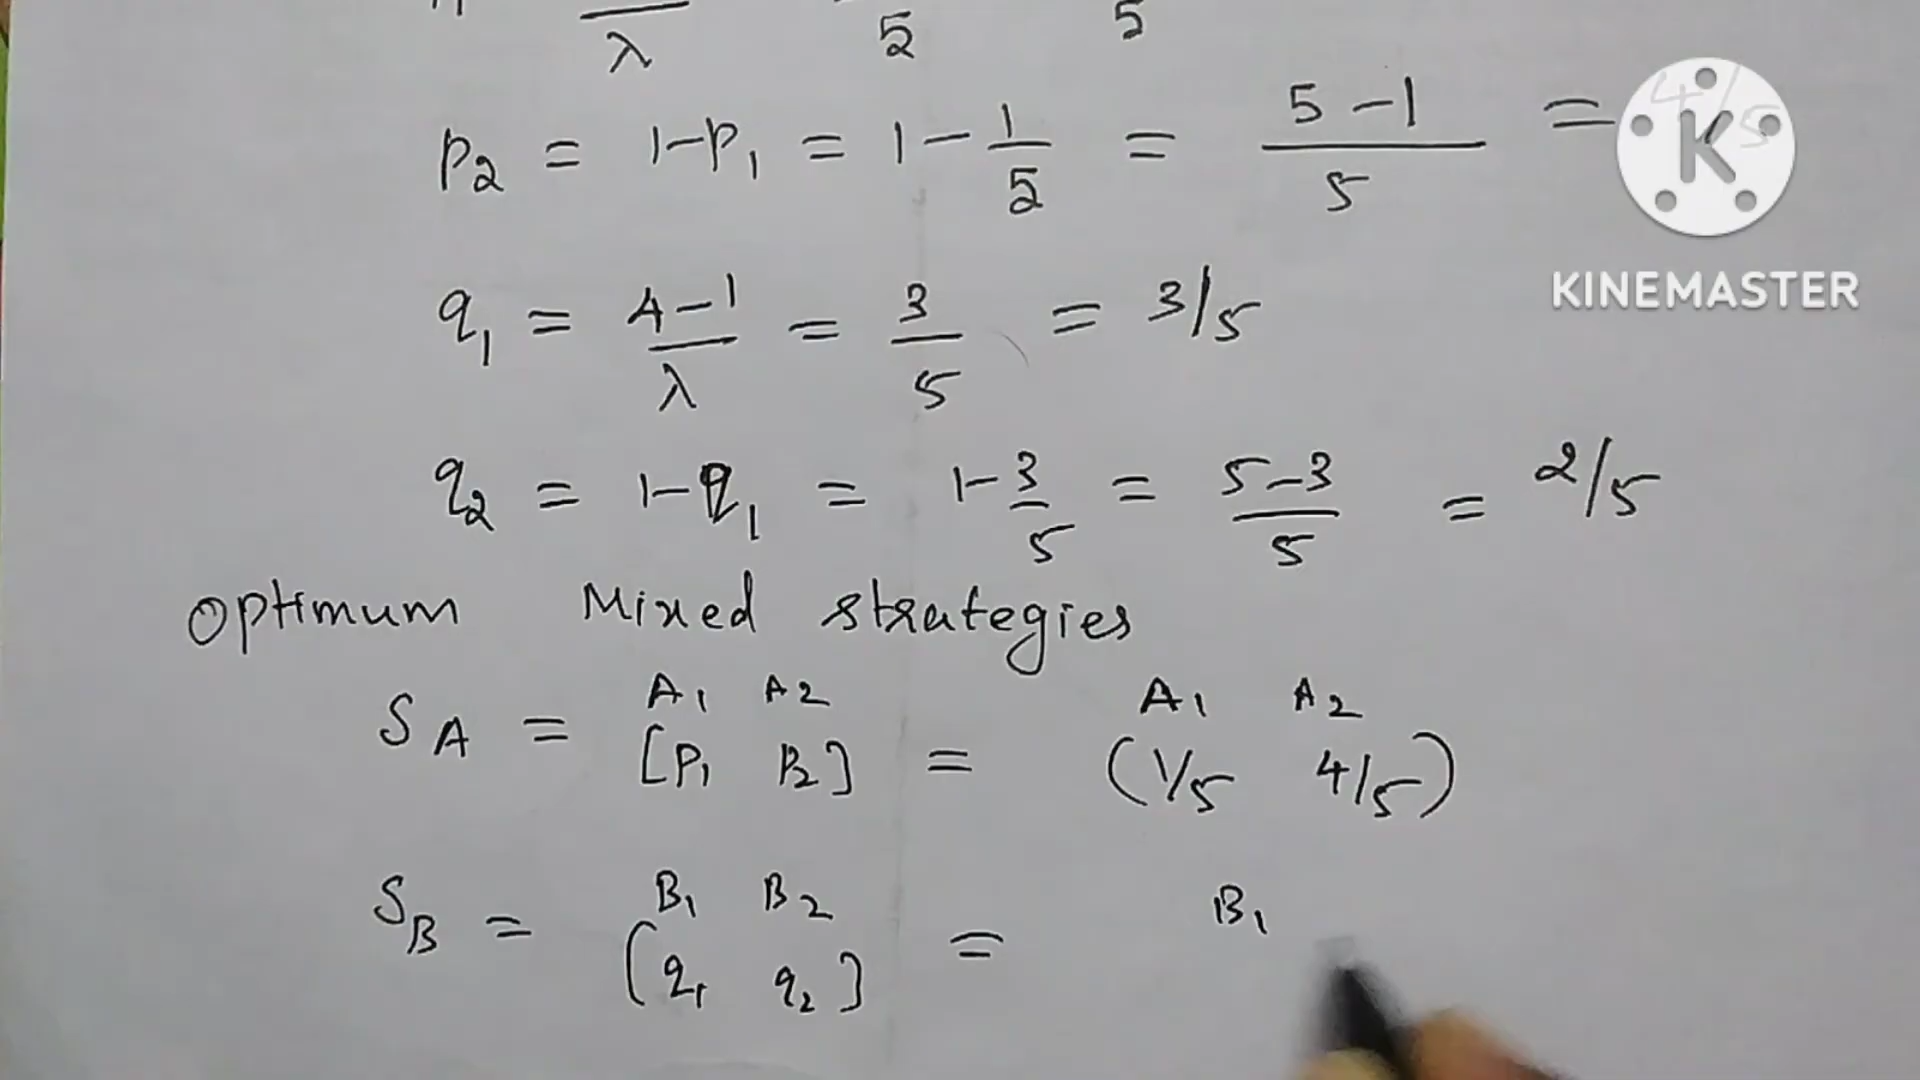 λ 5 5
P2 = 1-P1 = 1 - 1/5 = 5-1/5 = 4/5
KINEMASTER
q1 = 4-1/λ = 3/5 = 3/5
q2 = 1-q1 = 1-3/5 = 5-3/5 = 2/5
Optimum Mixed strategies
A1 A2 A1 A2
SA = [P1 P2] = (1/5 4/5)
B1 B2 B1
SB = (q1 q2] =